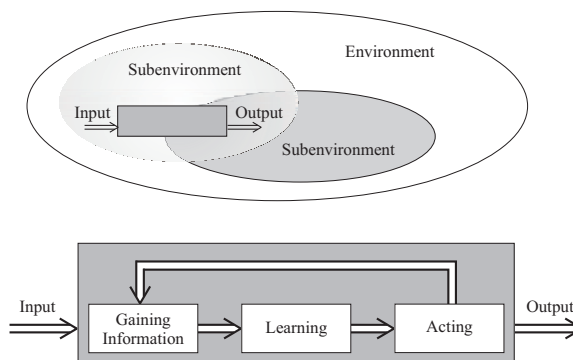 Environment
Subenvironment
Input
Output
Subenvironment
Input
Gaining
Information
Learning
Acting
Output